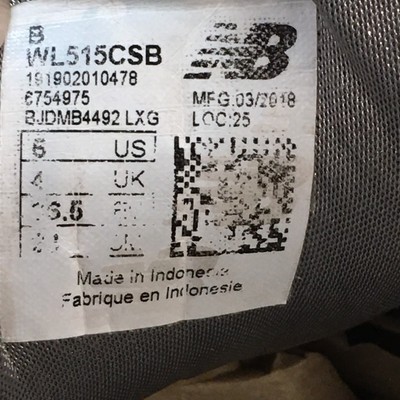 B
WL515CSB
NB
191902010478
6754975
MFG.03/2018
BJDMB4492 LXG
LOC:25
6 US
4 UK
36.5
Made in Indonesia
Fabrique en Indonesie